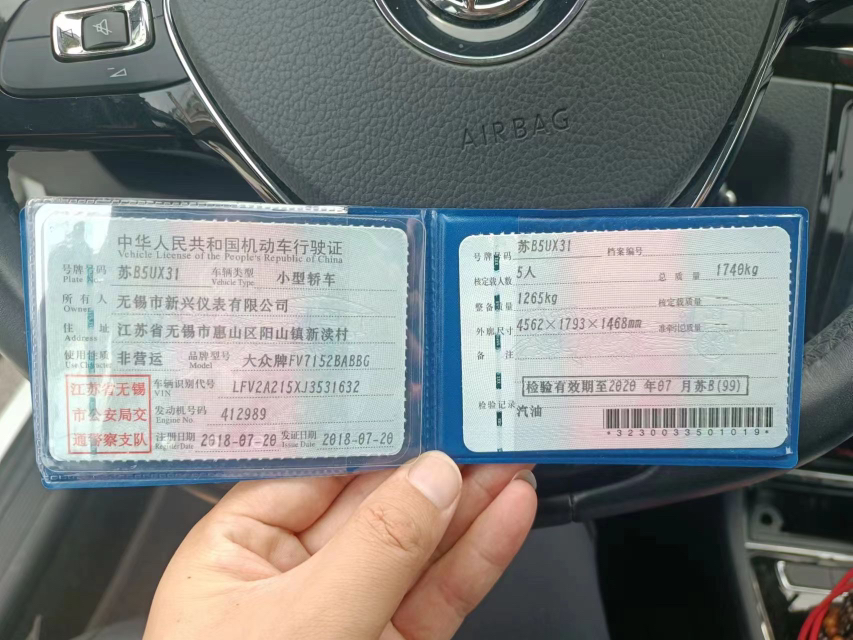 AIRBAG
中华人民共和国机动车行驶证
Vehicle License of the People's Republic of China
号牌号码 苏B5UX31 车辆类型 小型轿车
Plate No. Vehicle Type
所有人 无锡市新兴仪表有限公司
Owner
住址 江苏省无锡市惠山区阳山镇新渎村
Address
使用性质 非营运 品牌型号 大众牌FV7152BABBG
Use Character Model
江苏省无锡
市公安局交
通警察支队
车辆识别代号 LFV2A215XJ3531632
VIN
发动机号码 412989
Engine No.
注册日期 2018-07-20 发证日期 2018-07-20
Register Date Issue Date
号牌号码 苏B5UX31 档案编号
核定载人数 5人 总质量 1740kg
整备质量 1265kg 核定载质量
外廓尺寸 4562×1793×1468mm 准牵引总质量
备注
检验有效期至2020年07月苏B(99)
检验记录 汽油
*3230033501019*